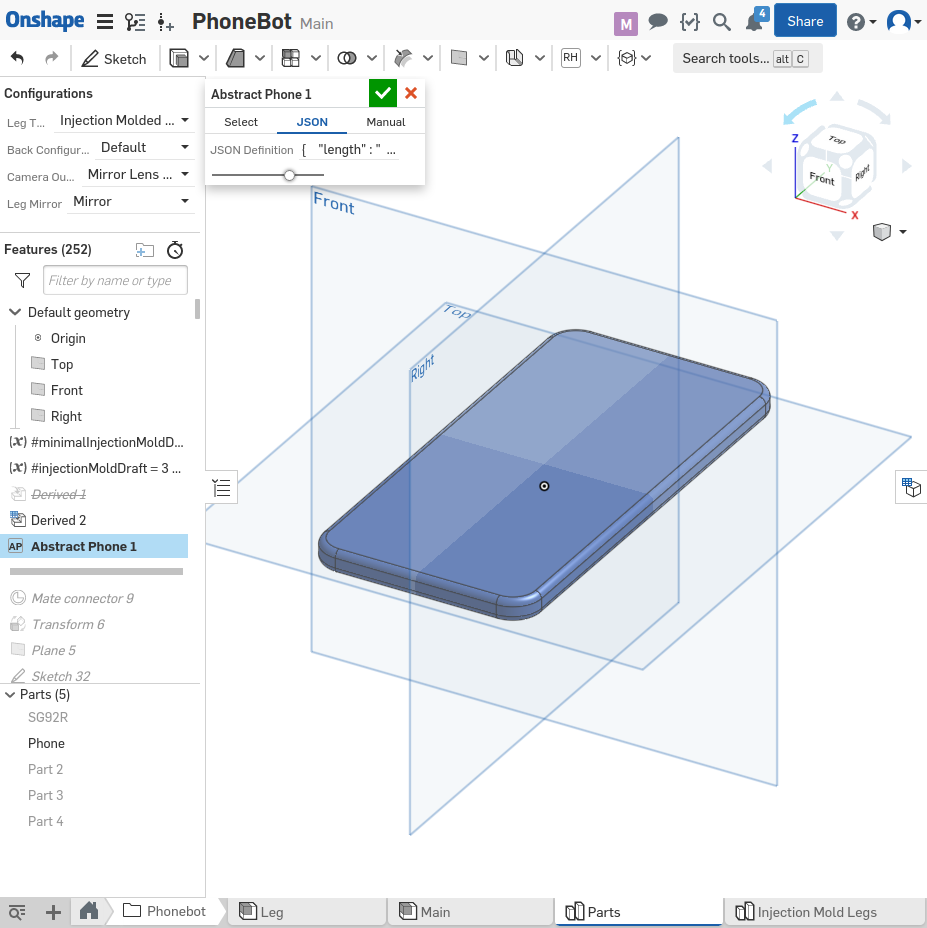 Onshape
PhoneBot Main
M
4
Share
Sketch
RH
Search tools... alt C
Configurations
Leg T... Injection Molded ...
Back Configur... Default
Camera Ou... Mirror Lens ...
Leg Mirror Mirror
Features (252)
Filter by name or type
Default geometry
Origin
Top
Front
Right
(x) #minimalInjectionMoldD...
(x) #injectionMoldDraft = 3 ...
Derived 1
Derived 2
AP Abstract Phone 1
Mate connector 9
Transform 6
Plane 5
Sketch 32
Parts (5)
SG92R
Phone
Part 2
Part 3
Part 4
Abstract Phone 1
Select JSON Manual
JSON Definition { "length" : " ...
Front
Top
Right
Z
Top
Y
Front
Right
X
Phonebot
Leg
Main
Parts
Injection Mold Legs